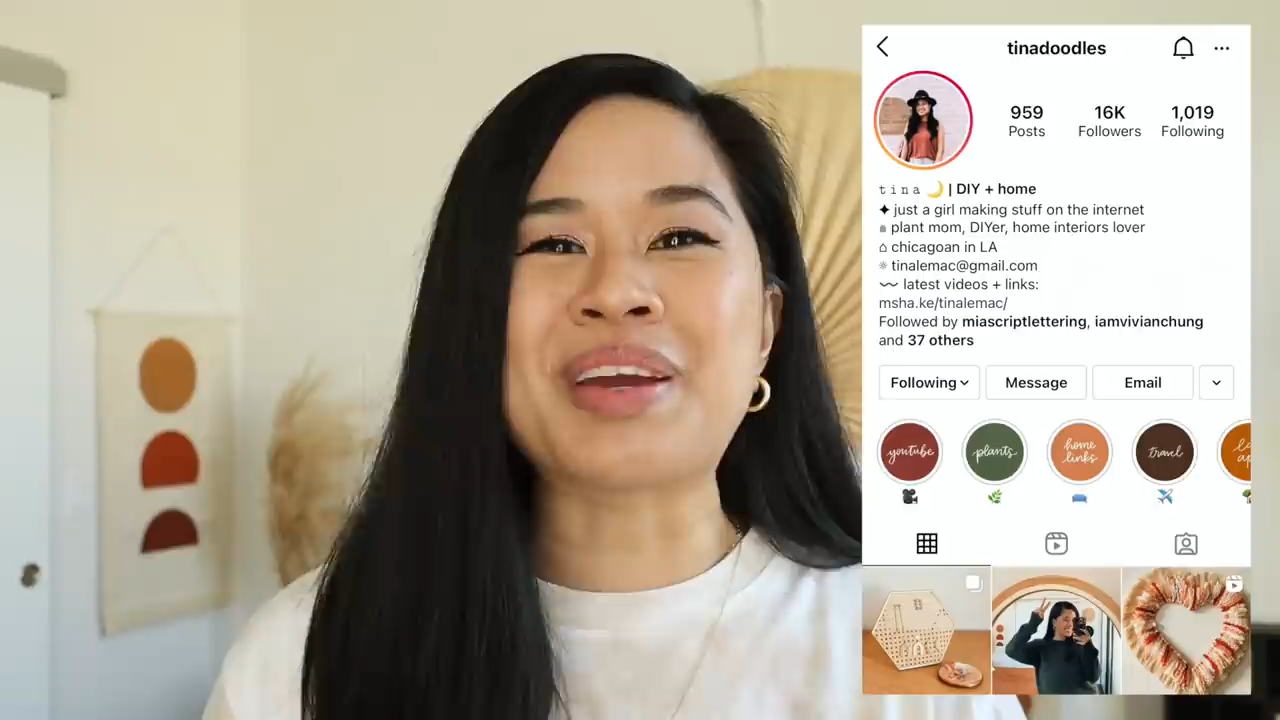 tinadoodles
959
16K
1,019
Posts
Followers
Following
tina 🌙 | DIY + home
✦ just a girl making stuff on the internet
plant mom, DIYer, home interiors lover
⌂ chicagoan in LA
☼ tinalemac@gmail.com
〰 latest videos + links:
msha.ke/tinalemac/
Followed by miascriptlettering, iamvivianchung
and 37 others
Following
Message
Email
youtube
plants
home
links
travel